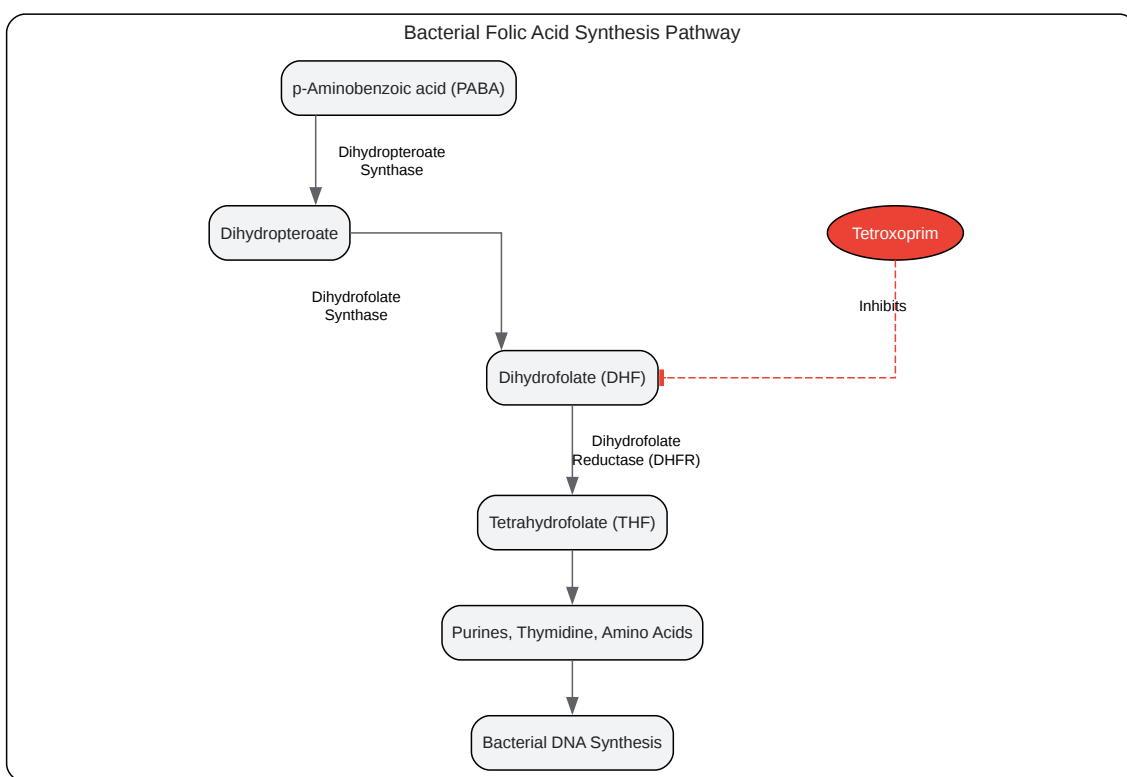 Bacterial Folic Acid Synthesis Pathway
p-Aminobenzoic acid (PABA)
Dihydropteroate
Synthase
Dihydropteroate
Tetroxoprim
Dihydrofolate
Synthase
Inhibits
Dihydrofolate (DHF)
Dihydrofolate
Reductase (DHFR)
Tetrahydrofolate (THF)
Purines, Thymidine, Amino Acids
Bacterial DNA Synthesis